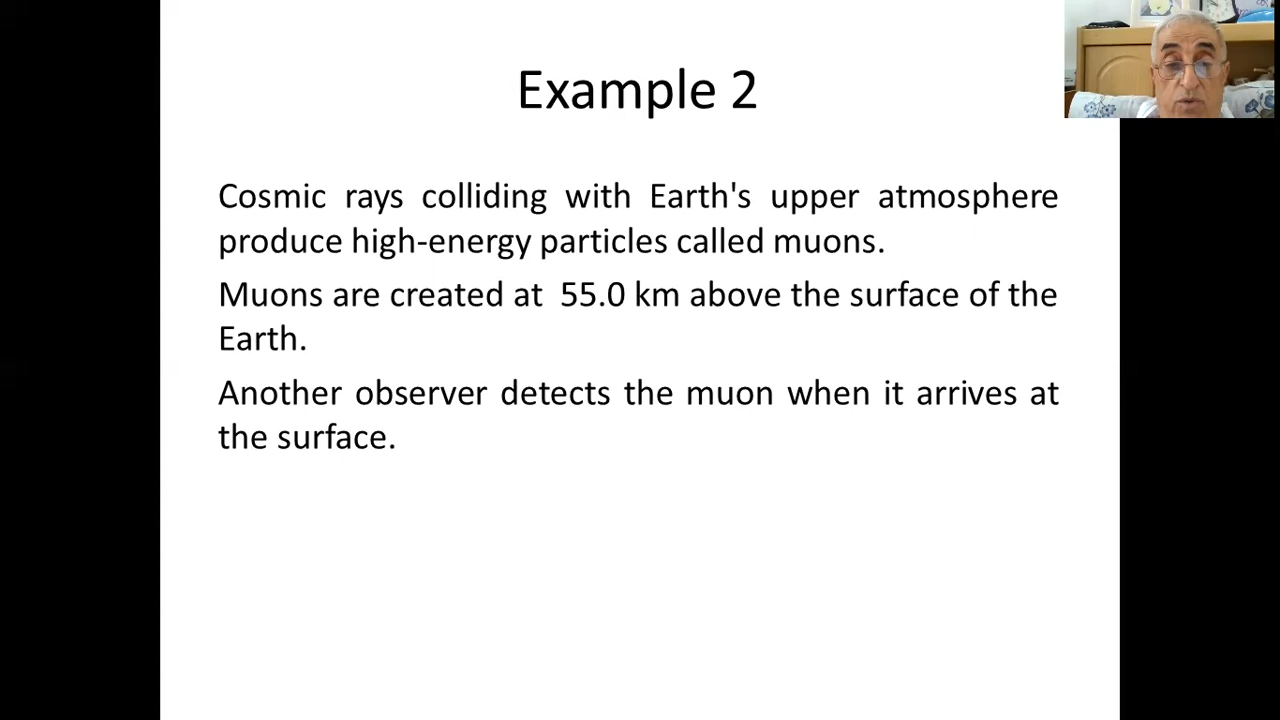 Example 2
Cosmic rays colliding with Earth's upper atmosphere
produce high-energy particles called muons.
Muons are created at  55.0 km above the surface of the
Earth.
Another observer detects the muon when it arrives at
the surface.